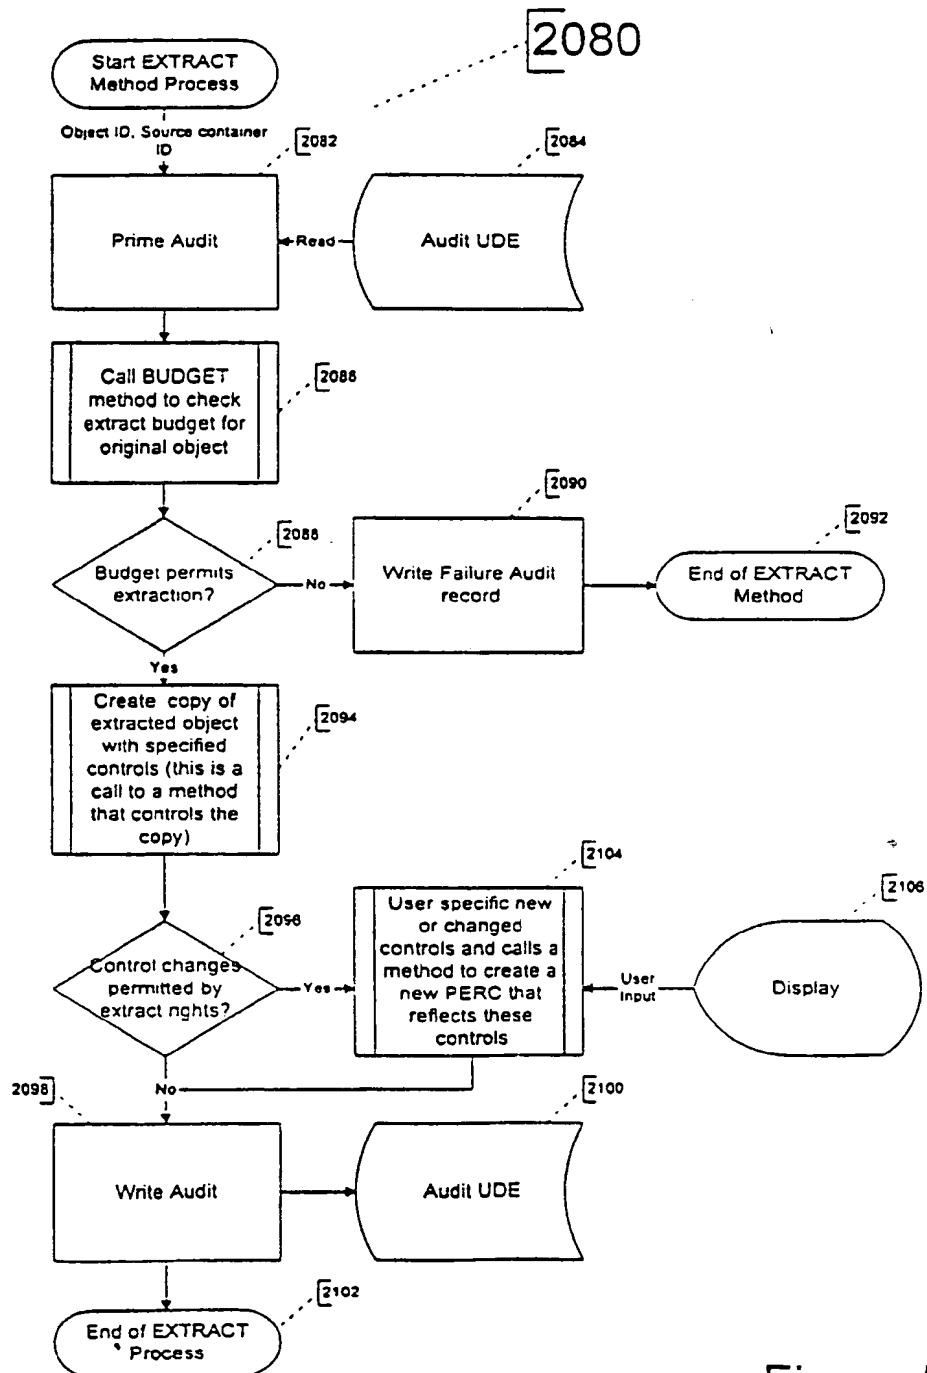 2080
Start EXTRACT
Method Process
Object ID, Source container
ID
2082
2084
Prime Audit
Read
Audit UDE
Call BUDGET
method to check
extract budget for
original object
2086
2090
2088
2092
Budget permits
extraction?
No
Write Failure Audit
record
End of EXTRACT
Method
Yes
Create copy of
extracted object
with specified
controls (this is a
call to a method
that controls the
copy)
2094
2104
2106
2096
User specific new
or changed
controls and calls a
method to create a
new PERC that
reflects these
controls
Control changes
permitted by
extract rights?
Yes
User
Input
Display
No
2098
2100
Write Audit
Audit UDE
2102
End of EXTRACT
Process